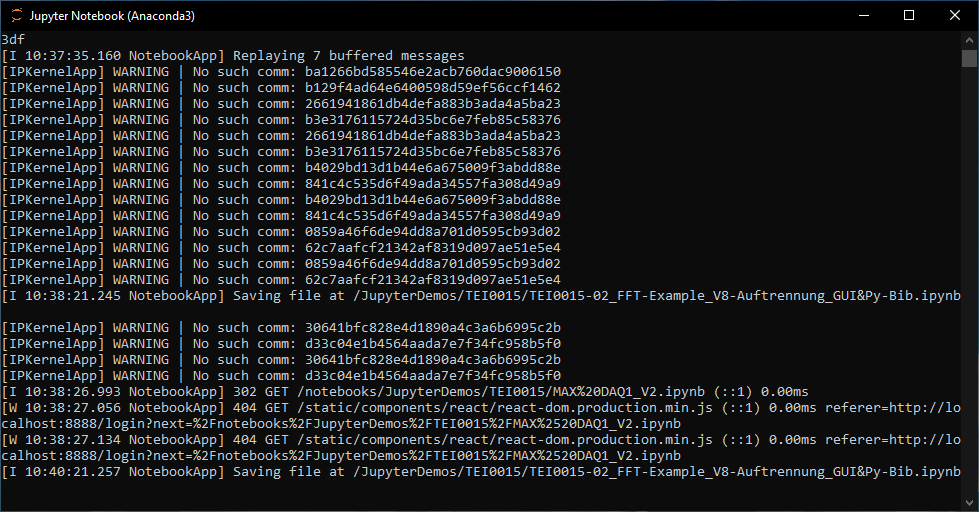 Jupyter Notebook (Anaconda3)
3df
[I 10:37:35.160 NotebookApp] Replaying 7 buffered messages
[IPKernelApp] WARNING | No such comm: ba1266bd585546e2acb760dac9006150
[IPKernelApp] WARNING | No such comm: b129f4ad64e6400598d59ef56ccf1462
[IPKernelApp] WARNING | No such comm: 2661941861db4defa883b3ada4a5ba23
[IPKernelApp] WARNING | No such comm: b3e3176115724d35bc6e7feb85c58376
[IPKernelApp] WARNING | No such comm: 2661941861db4defa883b3ada4a5ba23
[IPKernelApp] WARNING | No such comm: b3e3176115724d35bc6e7feb85c58376
[IPKernelApp] WARNING | No such comm: b4029bd13d1b44e6a675009f3abdd88e
[IPKernelApp] WARNING | No such comm: 841c4c535d6f49ada34557fa308d49a9
[IPKernelApp] WARNING | No such comm: b4029bd13d1b44e6a675009f3abdd88e
[IPKernelApp] WARNING | No such comm: 841c4c535d6f49ada34557fa308d49a9
[IPKernelApp] WARNING | No such comm: 0859a46f6de94dd8a701d0595cb93d02
[IPKernelApp] WARNING | No such comm: 62c7aafcf21342af8319d097ae51e5e4
[IPKernelApp] WARNING | No such comm: 0859a46f6de94dd8a701d0595cb93d02
[IPKernelApp] WARNING | No such comm: 62c7aafcf21342af8319d097ae51e5e4
[I 10:38:21.245 NotebookApp] Saving file at /JupyterDemos/TEI0015/TEI0015-02_FFT-Example_V8-Auftrennung_GUI&Py-Bib.ipynb
[IPKernelApp] WARNING | No such comm: 30641bfc828e4d1890a4c3a6b6995c2b
[IPKernelApp] WARNING | No such comm: d33c04e1b4564aada7e7f34fc958b5f0
[IPKernelApp] WARNING | No such comm: 30641bfc828e4d1890a4c3a6b6995c2b
[IPKernelApp] WARNING | No such comm: d33c04e1b4564aada7e7f34fc958b5f0
[I 10:38:26.993 NotebookApp] 302 GET /notebooks/JupyterDemos/TEI0015/MAX%20DAQ1_V2.ipynb (::1) 0.00ms
[W 10:38:27.056 NotebookApp] 404 GET /static/components/react/react-dom.production.min.js (::1) 0.00ms referer=http://lo
calhost:8888/login?next=%2Fnotebooks%2FJupyterDemos%2FTEI0015%2FMAX%2520DAQ1_V2.ipynb
[W 10:38:27.134 NotebookApp] 404 GET /static/components/react/react-dom.production.min.js (::1) 0.00ms referer=http://lo
calhost:8888/login?next=%2Fnotebooks%2FJupyterDemos%2FTEI0015%2FMAX%2520DAQ1_V2.ipynb
[I 10:40:21.257 NotebookApp] Saving file at /JupyterDemos/TEI0015/TEI0015-02_FFT-Example_V8-Auftrennung_GUI&Py-Bib.ipynb